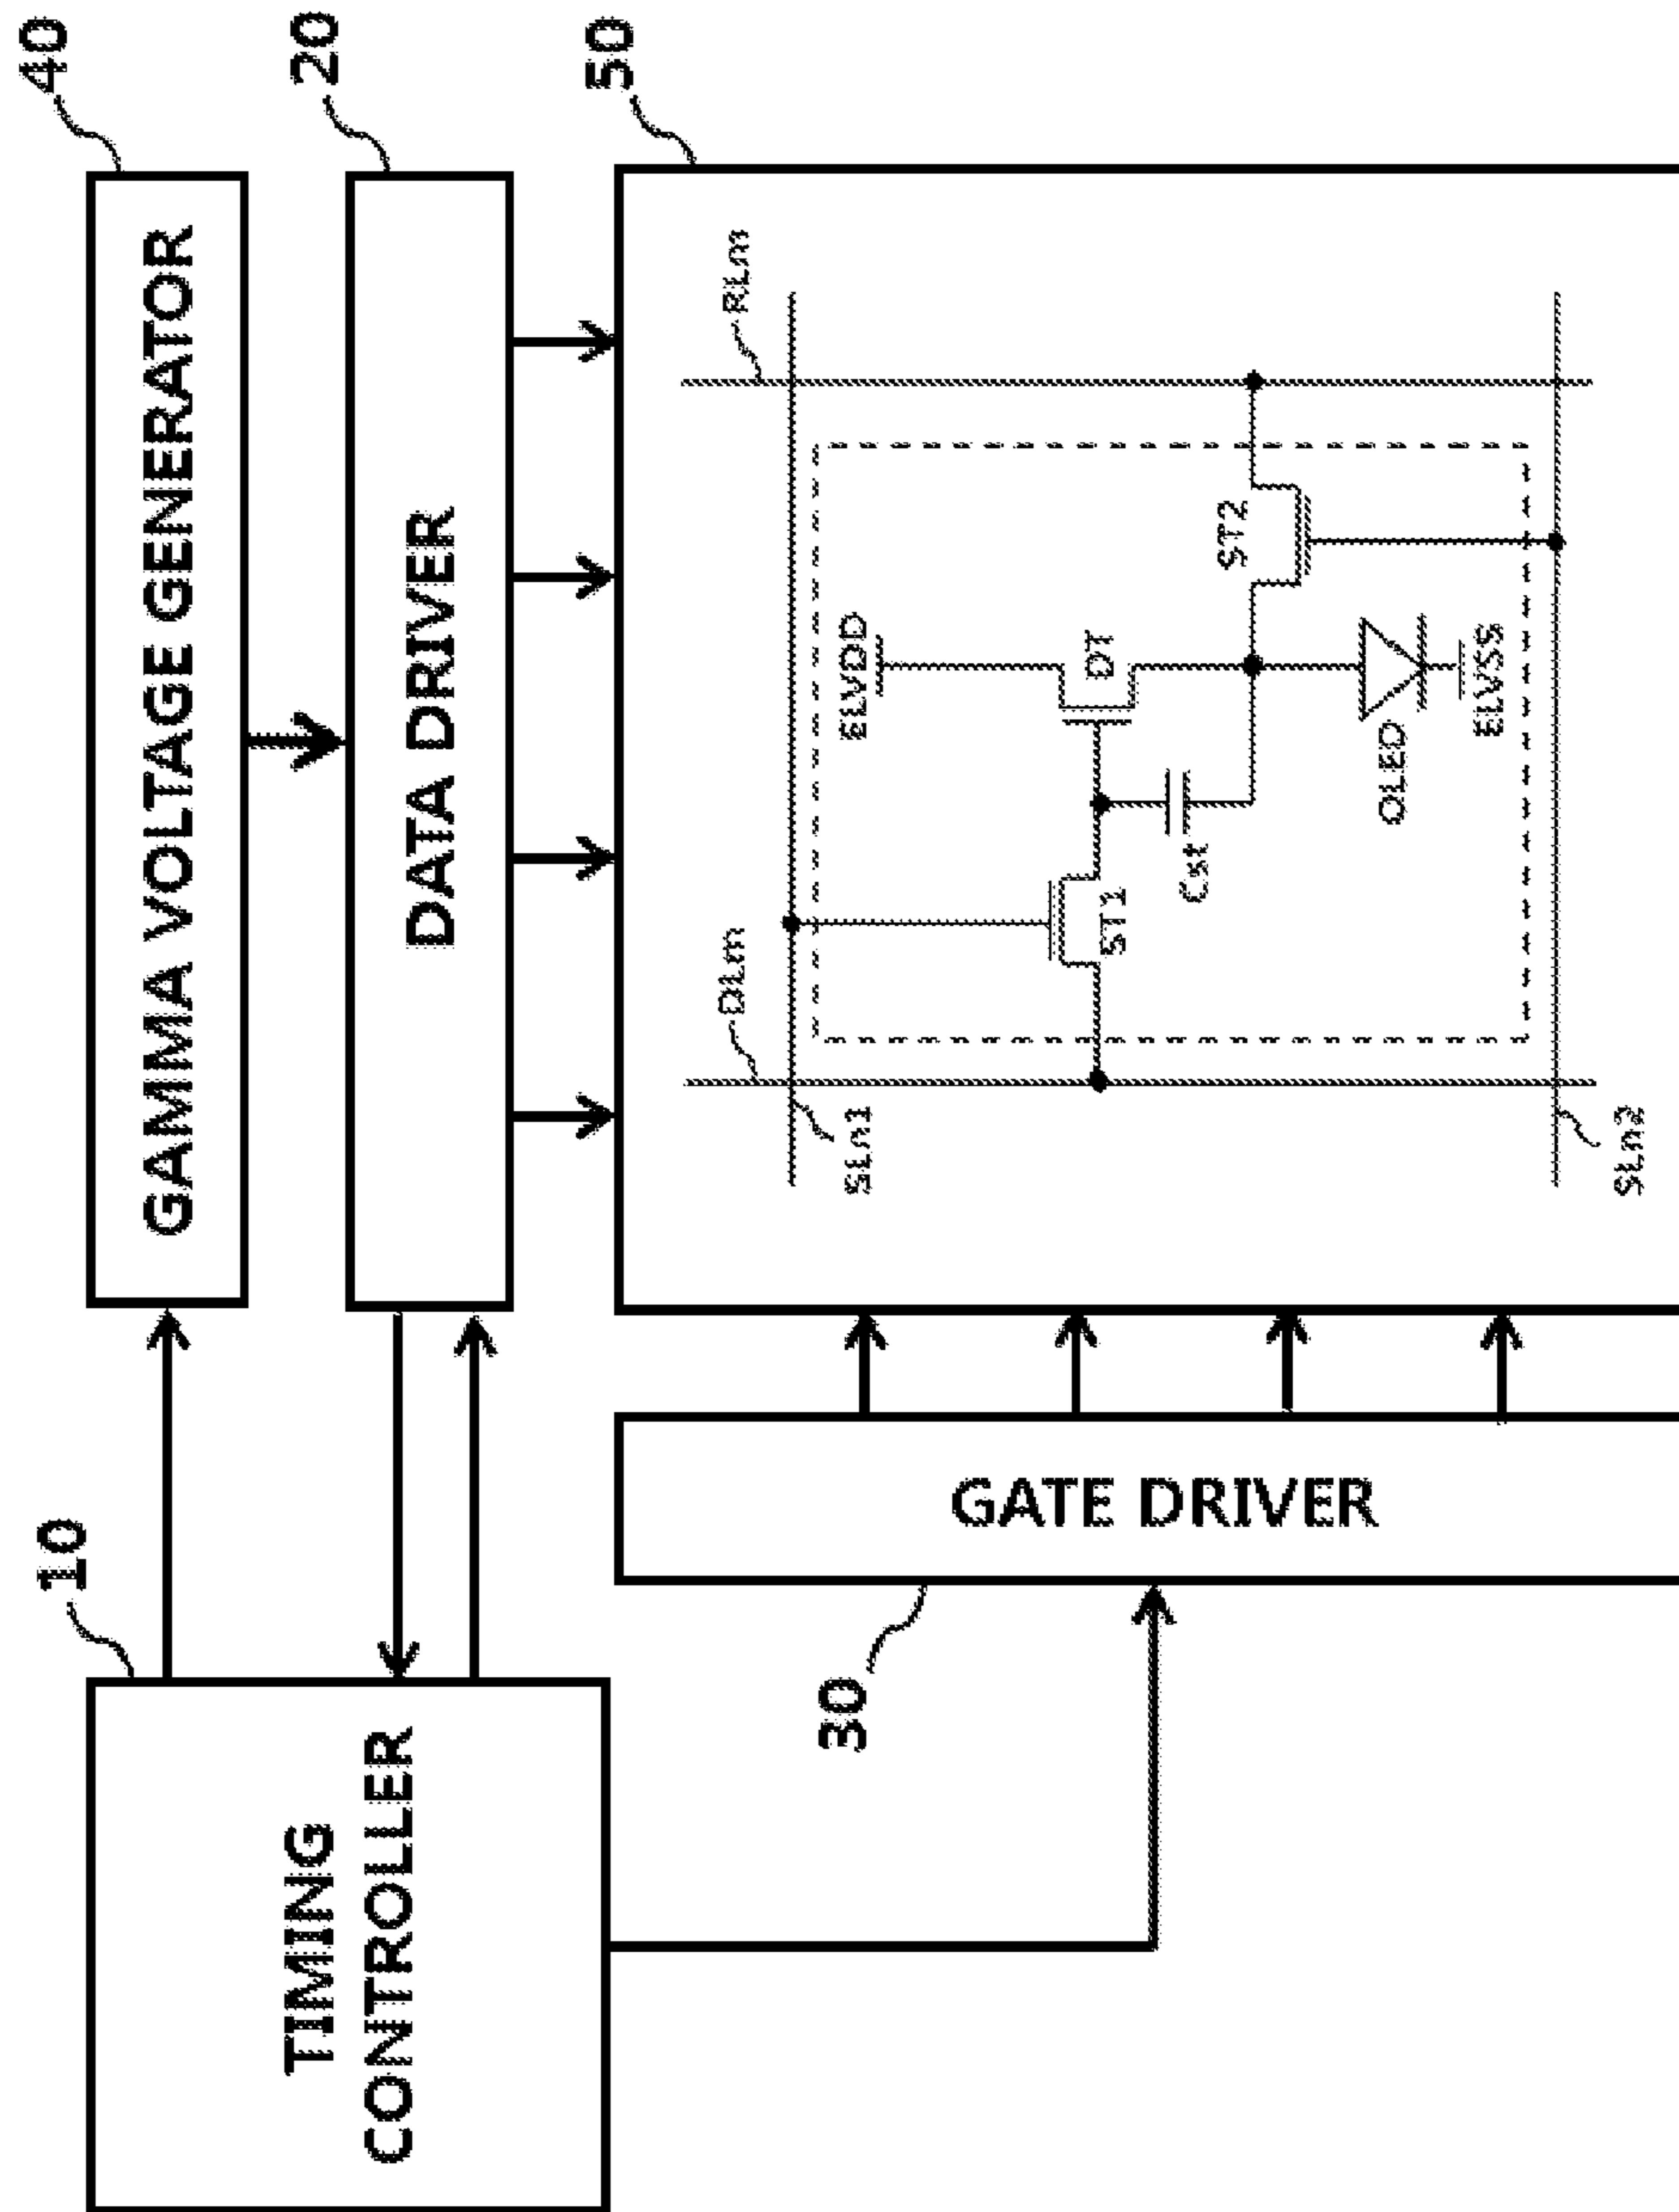 40
GAMMA VOLTAGE GENERATOR
20
DATA DRIVER
50
10
TIMING
CONTROLLER
30
GATE DRIVER
DLm
RLm
SLn1
SLn2
ELVDD
DT
ST1
ST2
Cst
OLED
ELVSS